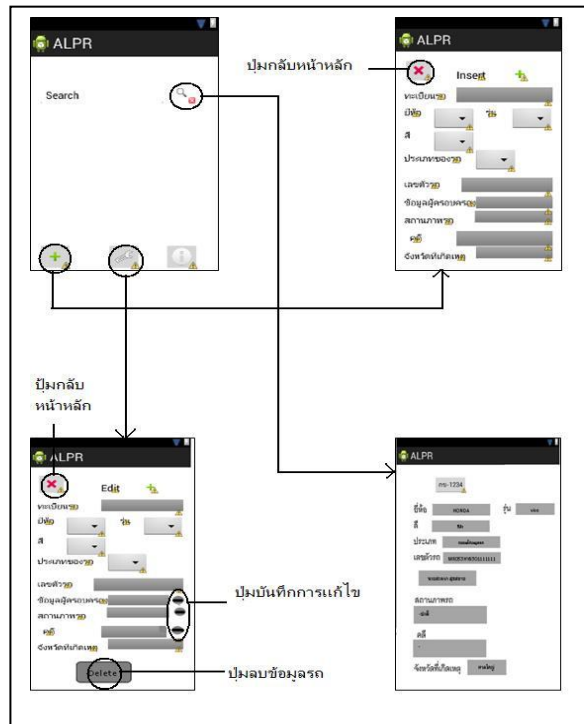 ALPR
Search
ปุ่มกลับหน้าหลัก
ALPR
Insert
ทะเบียนรถ
ยี่ห้อ รุ่น
สี
ประเภทของรถ
เลขตัวรถ
ข้อมูลผู้ครอบครอง
สถานภาพรถ
คดี
จังหวัดที่เกิดเหตุ
ปุ่มกลับ
หน้าหลัก
ALPR
Edit
ทะเบียนรถ
ยี่ห้อ รุ่น
สี
ประเภทของรถ
เลขตัวรถ
ข้อมูลผู้ครอบครอง
สถานภาพรถ
คดี
จังหวัดที่เกิดเหตุ
Delete
ปุ่มบันทึกการแก้ไข
ปุ่มลบข้อมูลรถ
ALPR
กข-1234
ยี่ห้อ HONDA รุ่น
สี
ประเภท
เลขตัวรถ
สถานภาพรถ
คดี
จังหวัดที่เกิดเหตุ